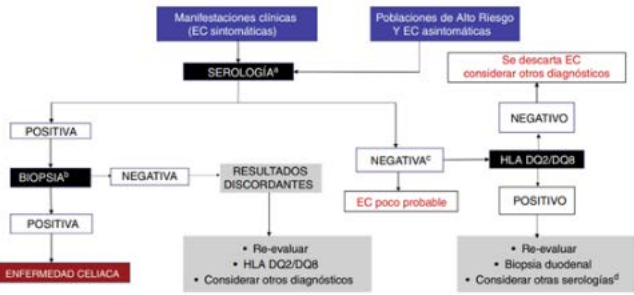 Manifestaciones clínicas
(EC sintomáticas)
Poblaciones de Alto Riesgo
Y EC asintomáticas
SEROLOGÍAª
Se descarta EC
considerar otros diagnósticos
NEGATIVO
POSITIVA
BIOPSIAᵇ
NEGATIVA
RESULTADOS
DISCORDANTES
NEGATIVAᶜ
HLA DQ2/DQ8
EC poco probable
POSITIVO
POSITIVA
ENFERMEDAD CELIACA
• Re-evaluar
• HLA DQ2/DQ8
• Considerar otros diagnósticos
• Re-evaluar
• Biopsia duodenal
• Considerar otras serologíasᵈ